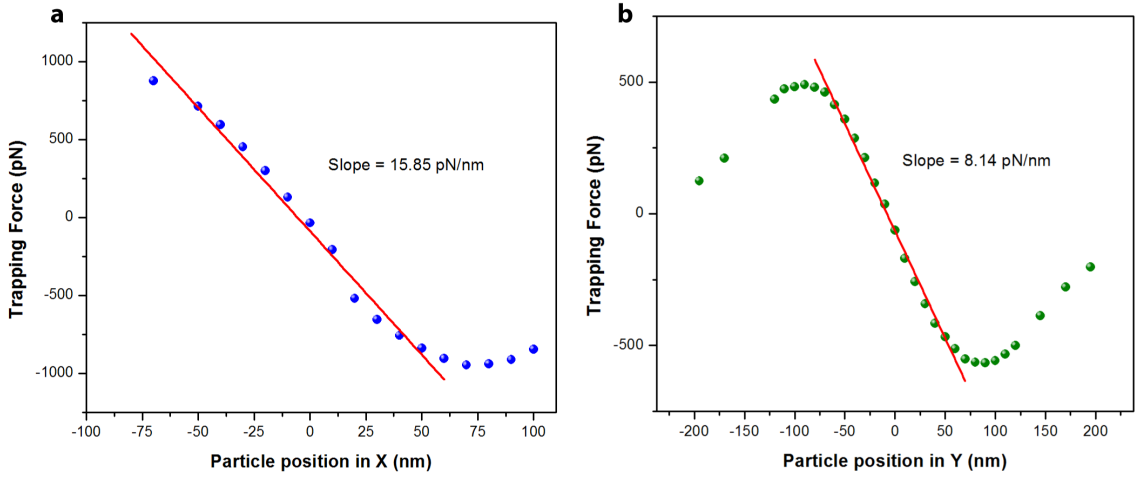 a
Trapping Force (pN)
1000
500
0
-500
-1000
Slope = 15.85 pN/nm
-100 -75 -50 -25 0 25 50 75 100
Particle position in X (nm)
b
Trapping Force (pN)
500
0
-500
Slope = 8.14 pN/nm
-200 -150 -100 -50 0 50 100 150 200
Particle position in Y (nm)